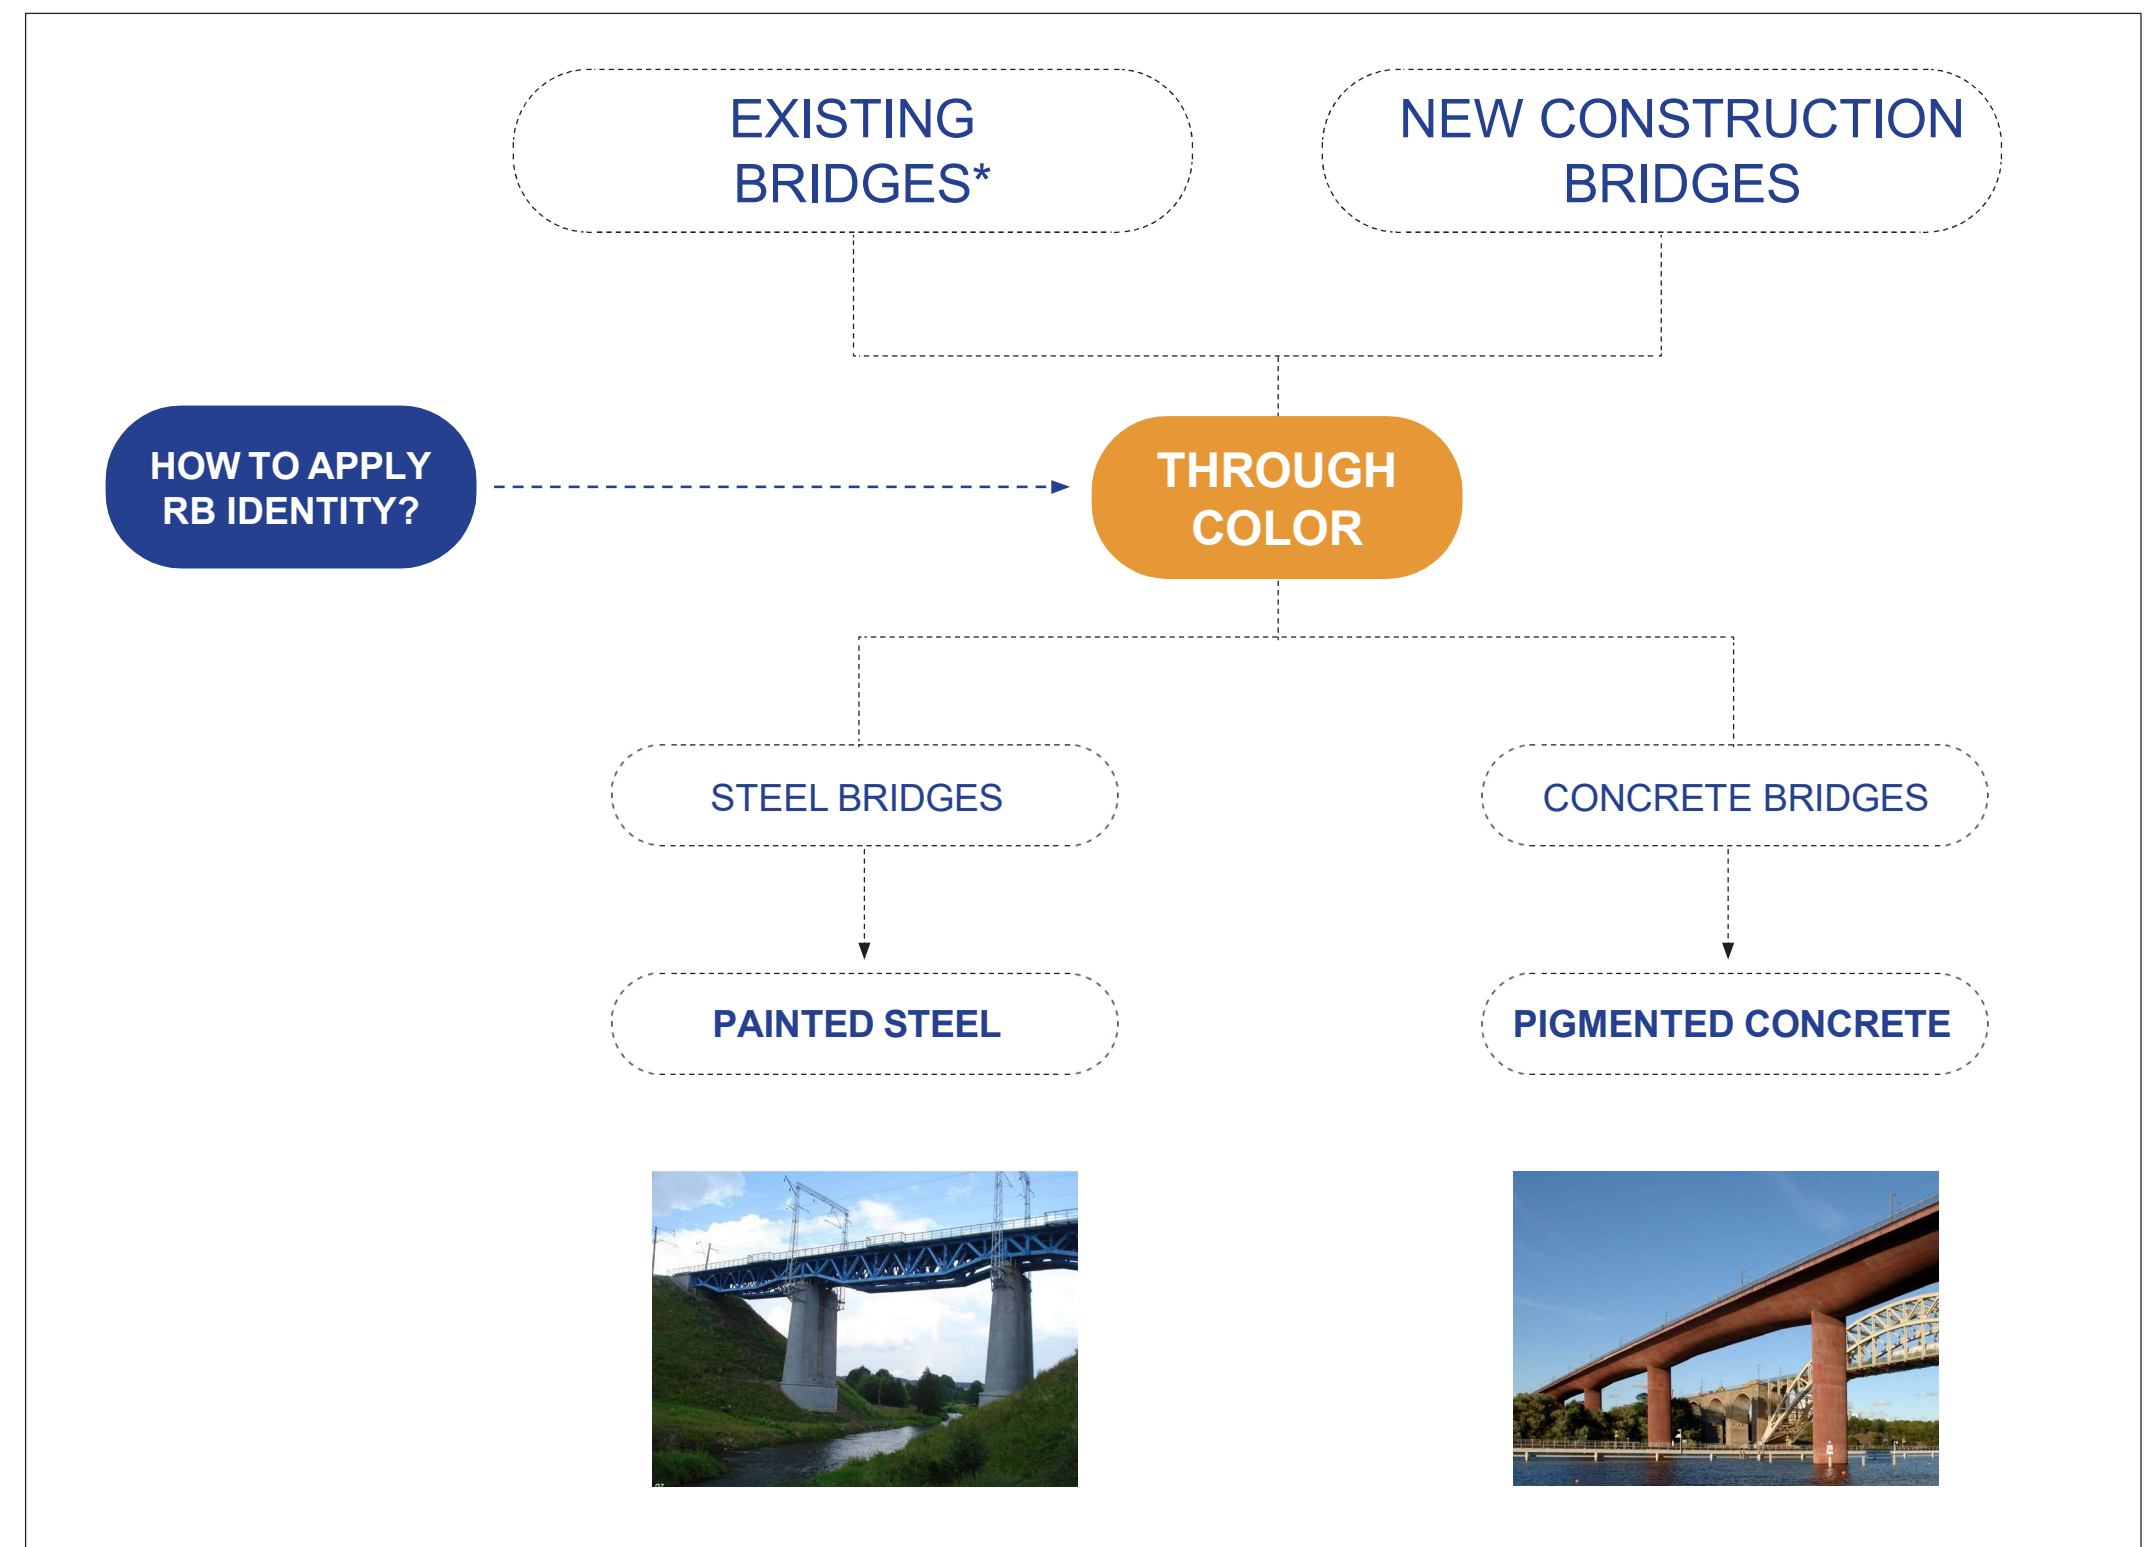 EXISTING
BRIDGES*
NEW CONSTRUCTION
BRIDGES
HOW TO APPLY
RB IDENTITY?
THROUGH
COLOR
STEEL BRIDGES
CONCRETE BRIDGES
PAINTED STEEL
PIGMENTED CONCRETE